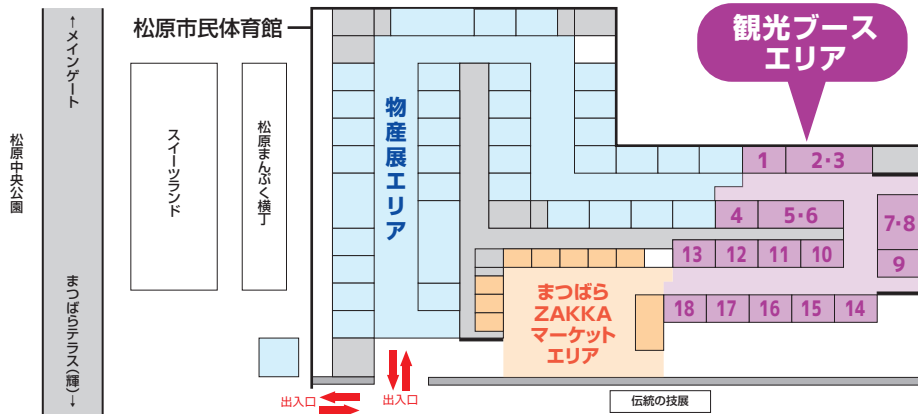 ←メインゲート
松原中央公園
まつばらテラス(輝)→
スイーツランド
松原まんぷく横丁
松原市民体育館
物産展エリア
観光ブース
エリア
1
2・3
4
5・6
7・8
9
13
12
11
10
18
17
16
15
14
まつばら
ZAKKA
マーケット
エリア
出入口
出入口
伝統の技展